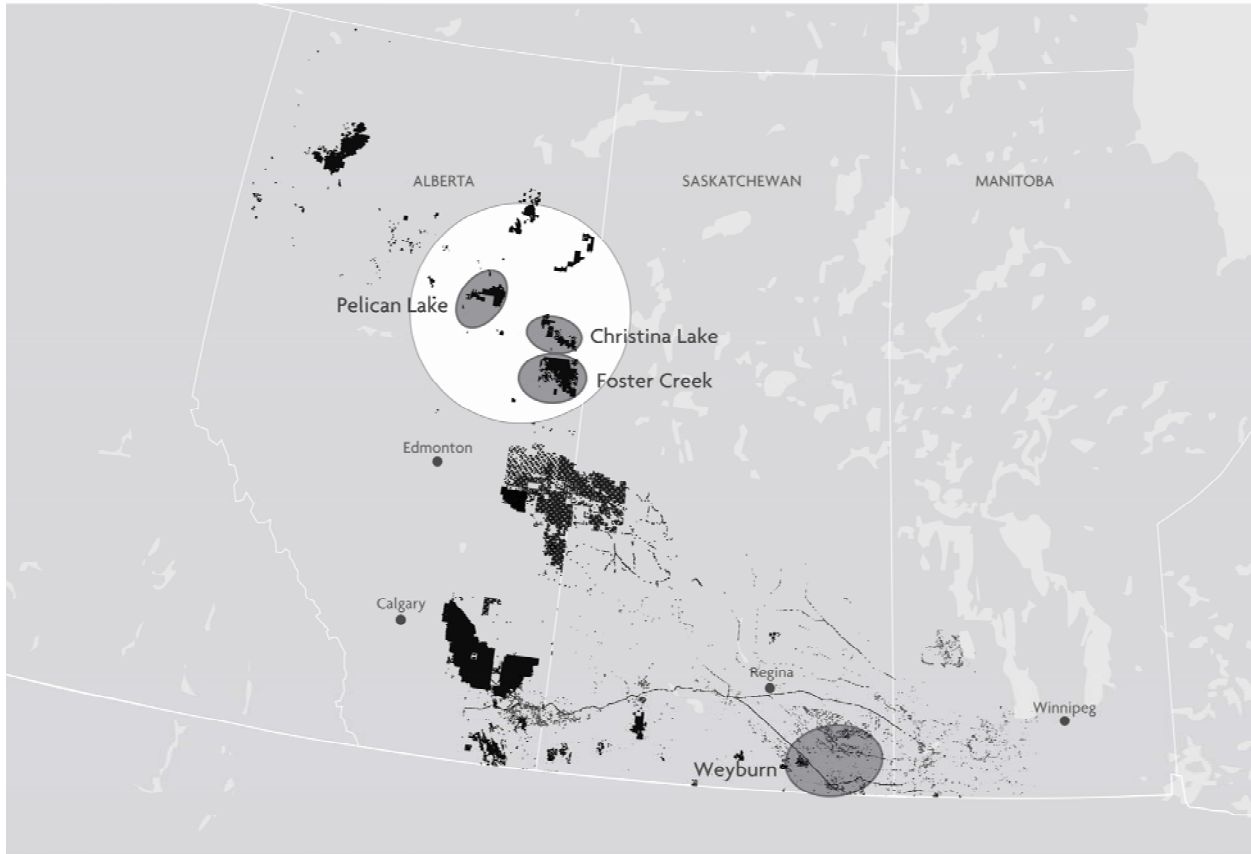 ALBERTA
SASKATCHEWAN
MANITOBA
Pelican Lake
Christina Lake
Foster Creek
Edmonton
Calgary
Regina
Winnipeg
Weyburn